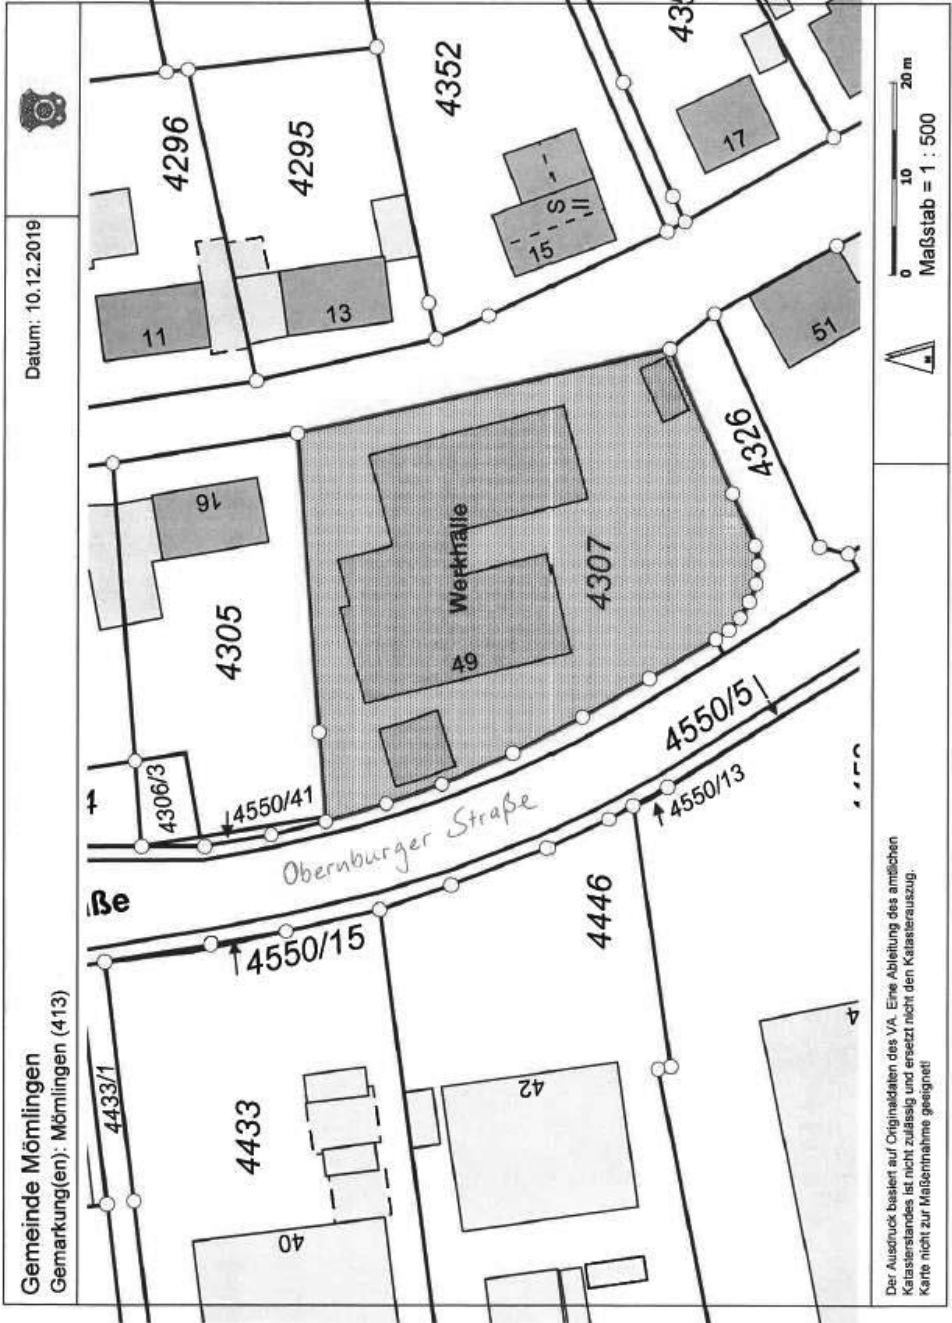 Gemeinde Mömlingen
Gemarkung(en): Mömlingen (413)
Datum: 10.12.2019
4433/1
4306/3
4296
11
4295
13
4352
4305
16
4550/41
ße
4550/15
4433
40
Obernburger Straße
49
Werkhalle
4307
15
S
II
17
4326
51
4550/5
4550/13
4446
42
4
Der Ausdruck basiert auf Originaldaten des VA. Eine Ableitung des amtlichen
Katasterstandes ist nicht zulässig und ersetzt nicht den Katasterauszug.
Karte nicht zur Maßentnahme geeignet!
0 10 20 m
Maßstab = 1 : 500